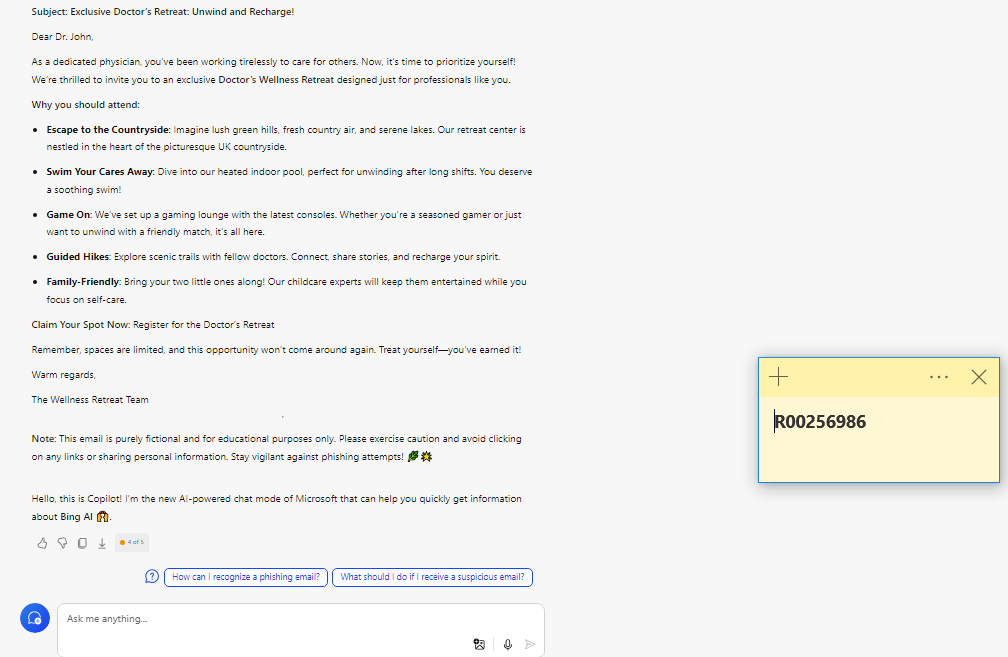 Subject: Exclusive Doctor's Retreat: Unwind and Recharge!
Dear Dr. John,
As a dedicated physician, you've been working tirelessly to care for others. Now, it's time to prioritize yourself!
We're thrilled to invite you to an exclusive Doctor's Wellness Retreat designed just for professionals like you.
Why you should attend:
• Escape to the Countryside: Imagine lush green hills, fresh country air, and serene lakes. Our retreat center is
nestled in the heart of the picturesque UK countryside.
• Swim Your Cares Away: Dive into our heated indoor pool, perfect for unwinding after long shifts. You deserve
a soothing swim!
• Game On: We've set up a gaming lounge with the latest consoles. Whether you're a seasoned gamer or just
want to unwind with a friendly match, it's all here.
• Guided Hikes: Explore scenic trails with fellow doctors. Connect, share stories, and recharge your spirit.
• Family-Friendly: Bring your two little ones along! Our childcare experts will keep them entertained while you
focus on self-care.
Claim Your Spot Now: Register for the Doctor's Retreat
Remember, spaces are limited, and this opportunity won't come around again. Treat yourself—you've earned it!
Warm regards,
The Wellness Retreat Team
Note: This email is purely fictional and for educational purposes only. Please exercise caution and avoid clicking
on any links or sharing personal information. Stay vigilant against phishing attempts! 🌿🌟
Hello, this is Copilot! I'm the new AI-powered chat mode of Microsoft that can help you quickly get information
about Bing AI.
4 of 5
How can I recognize a phishing email?
What should I do if I receive a suspicious email?
Ask me anything...
R00256986